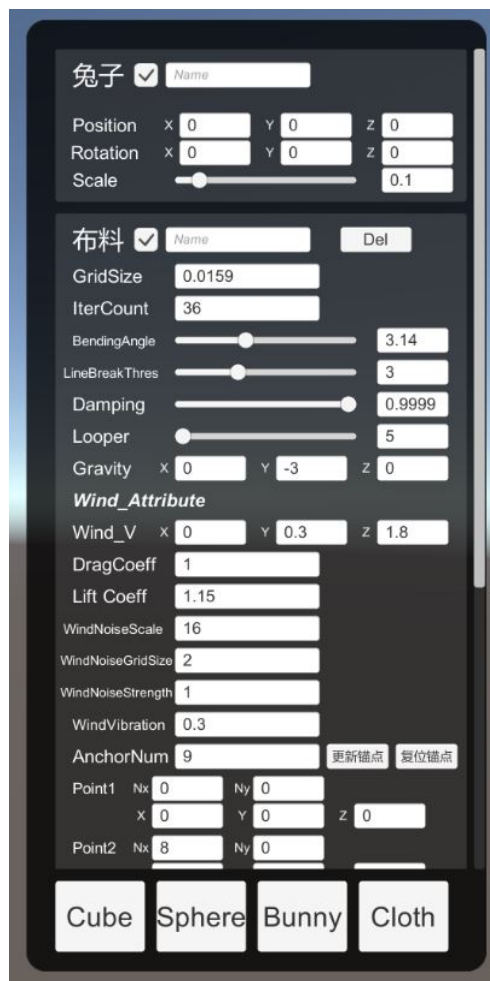 兔子 Name
Position X 0 Y 0 Z 0
Rotation X 0 Y 0 Z 0
Scale 0.1
布料 Name Del
GridSize 0.0159
IterCount 36
BendingAngle 3.14
LineBreakThres 3
Damping 0.9999
Looper 5
Gravity X 0 Y -3 Z 0
Wind_Attribute
Wind_V X 0 Y 0.3 Z 1.8
DragCoeff 1
Lift Coeff 1.15
WindNoiseScale 16
WindNoiseGridSize 2
WindNoiseStrength 1
WindVibration 0.3
AnchorNum 9 更新锚点 复位锚点
Point1 Nx 0 Ny 0
X 0 Y 0 Z 0
Point2 Nx 8 Ny 0
Cube Sphere Bunny Cloth